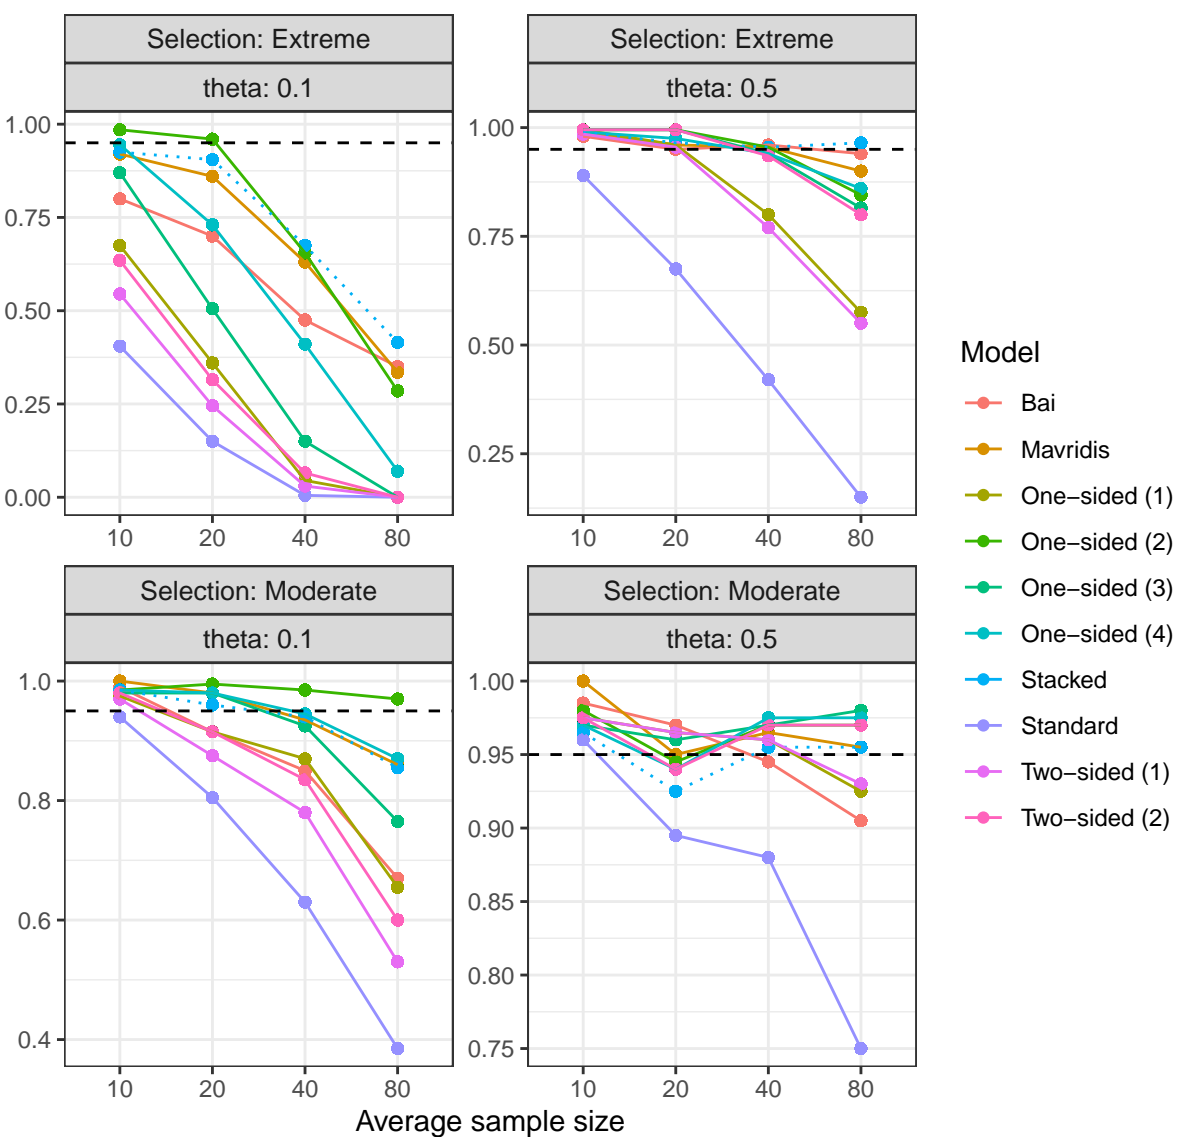 Selection: Extreme
theta: 0.1
1.00
0.75
0.50
0.25
0.00
10 20 40 80
Selection: Extreme
theta: 0.5
1.00
0.75
0.50
0.25
10 20 40 80
Selection: Moderate
theta: 0.1
1.0
0.8
0.6
0.4
10 20 40 80
Selection: Moderate
theta: 0.5
1.00
0.95
0.90
0.85
0.80
0.75
10 20 40 80
Average sample size
Model
Bai
Mavridis
One−sided (1)
One−sided (2)
One−sided (3)
One−sided (4)
Stacked
Standard
Two−sided (1)
Two−sided (2)